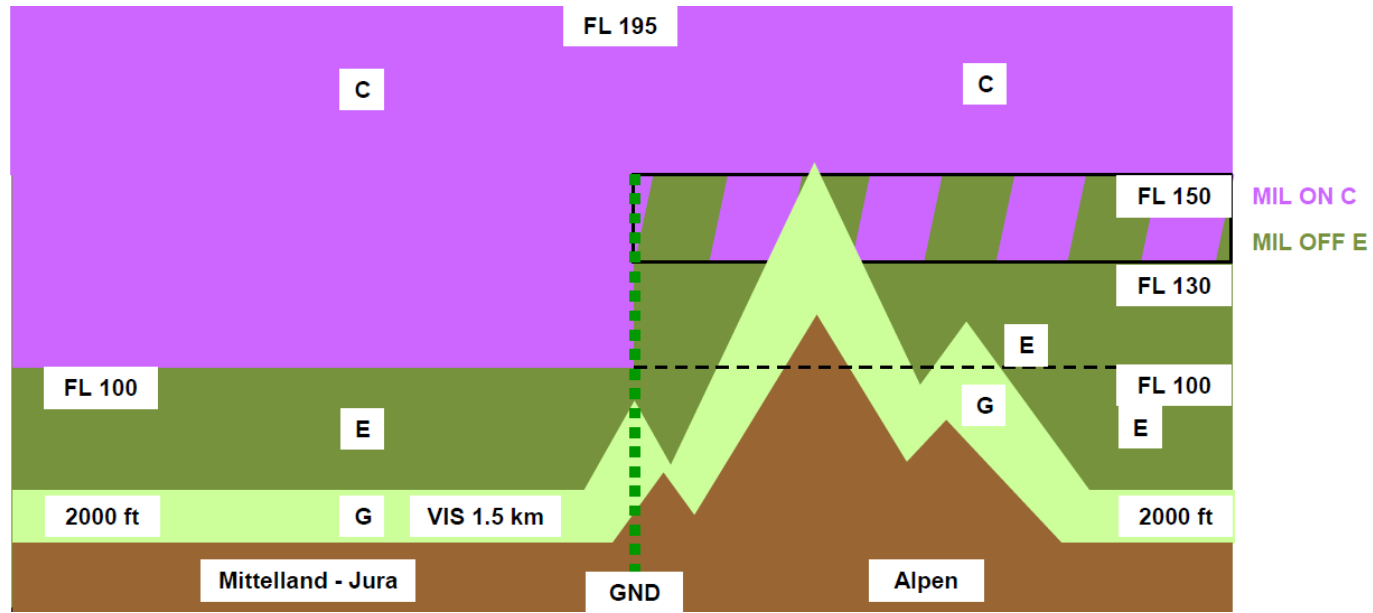 FL 195
C
C
FL 150
MIL ON C
MIL OFF E
FL 130
E
FL 100
FL 100
G
E
E
2000 ft
G
VIS 1.5 km
2000 ft
Mittelland - Jura
GND
Alpen